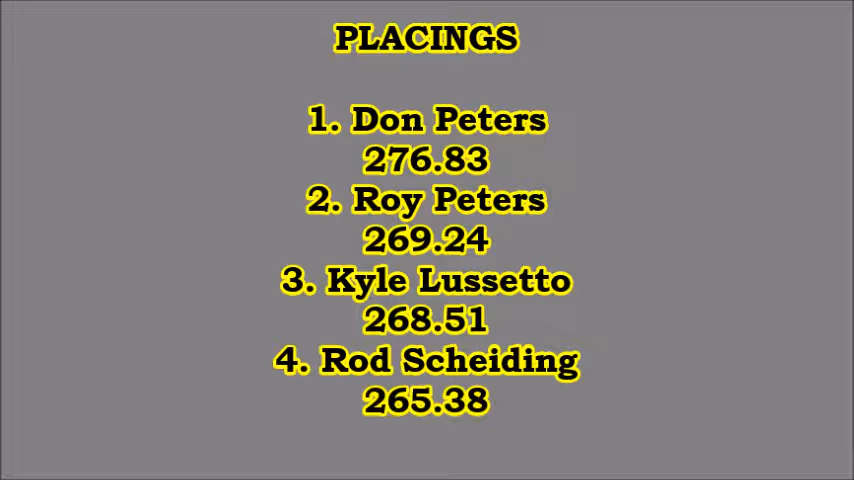 PLACINGS
1. Don Peters
276.83
2. Roy Peters
269.24
3. Kyle Lussetto
268.51
4. Rod Scheiding
265.38